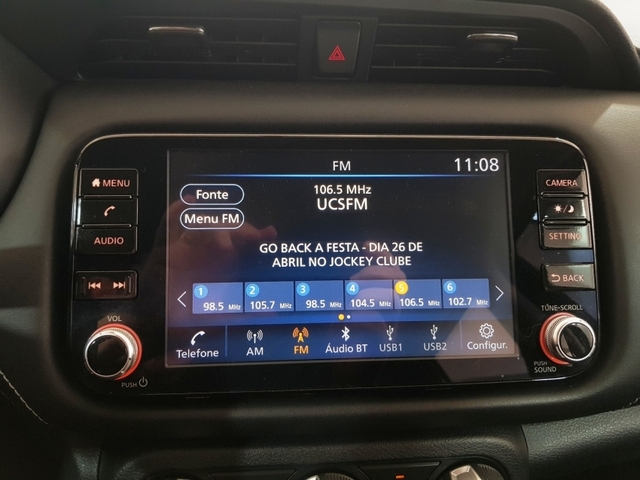 FM
11:08
MENU
AUDIO
VOL
PUSH
Fonte
Menu FM
106.5 MHz
UCSFM
GO BACK A FESTA - DIA 26 DE
ABRIL NO JOCKEY CLUBE
1 98.5 MHz
2 105.7 MHz
3 98.5 MHz
4 104.5 MHz
5 106.5 MHz
6 102.7 MHz
Telefone
AM
FM
Áudio BT
USB1
USB2
Configur.
CAMERA
SETTING
BACK
TUNE-SCROLL
PUSH
SOUND